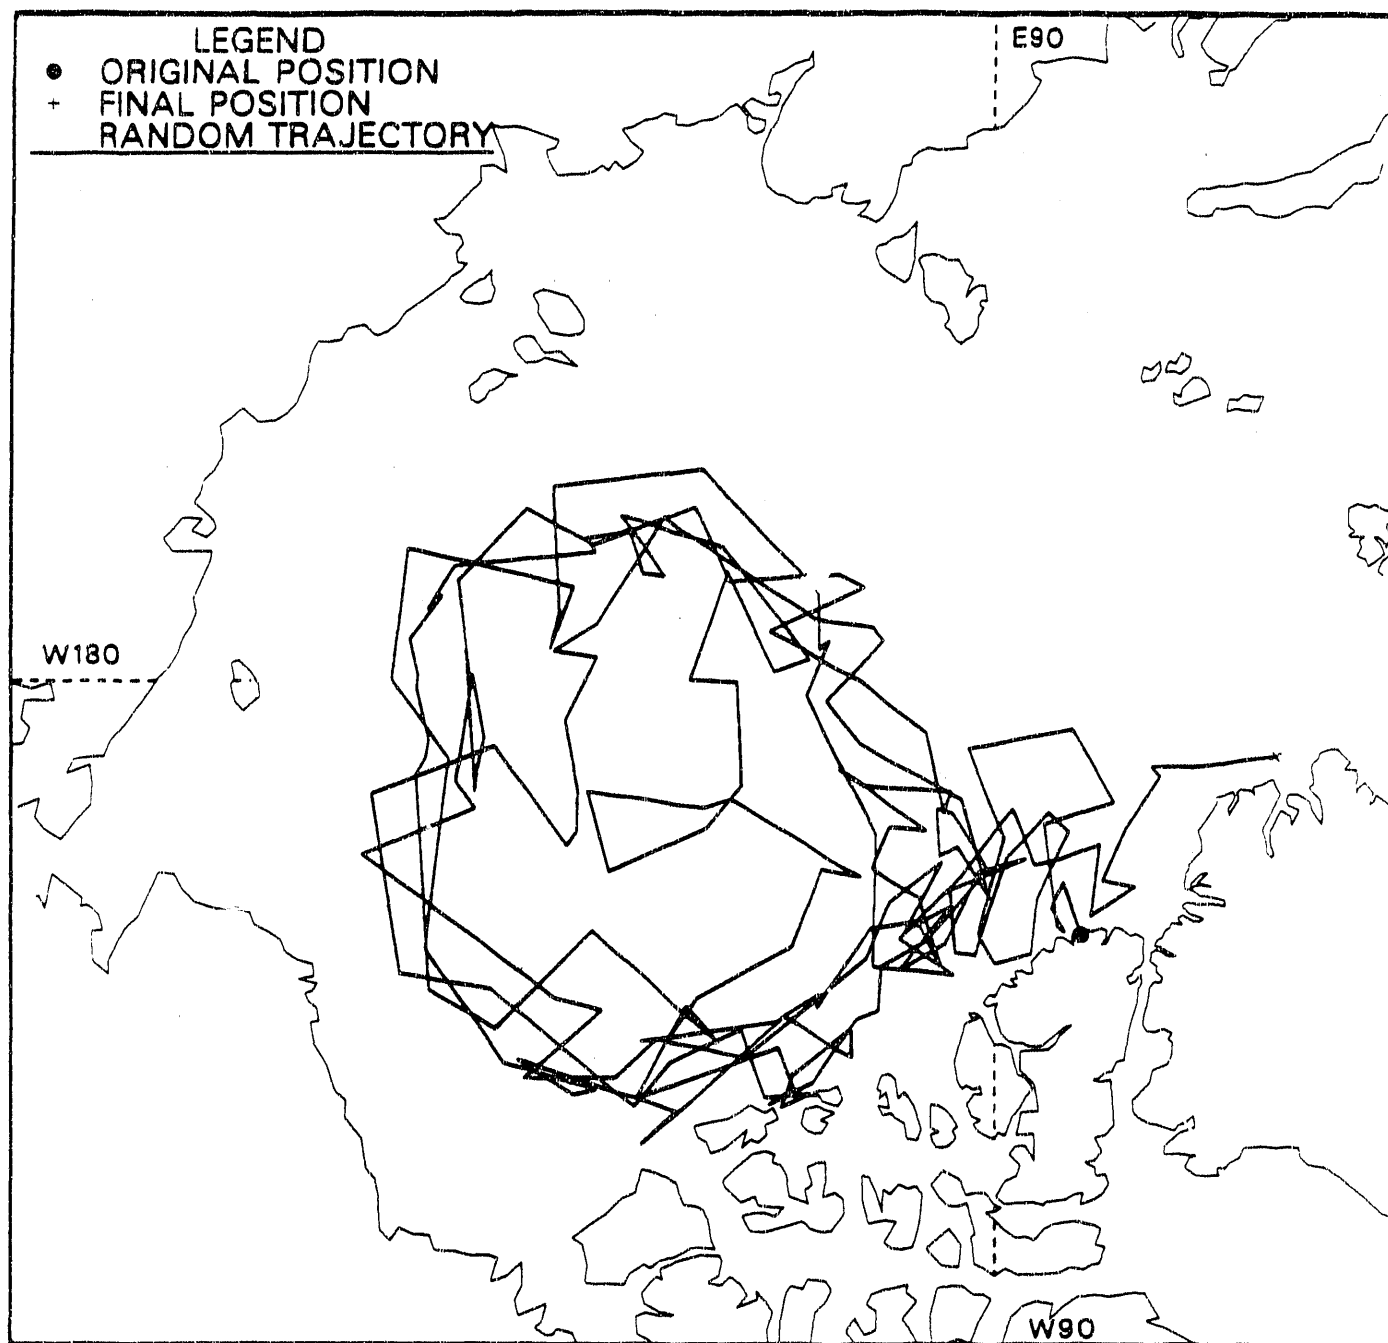 LEGEND
ORIGINAL POSITION
FINAL POSITION
RANDOM TRAJECTORY
E90
W180
W90